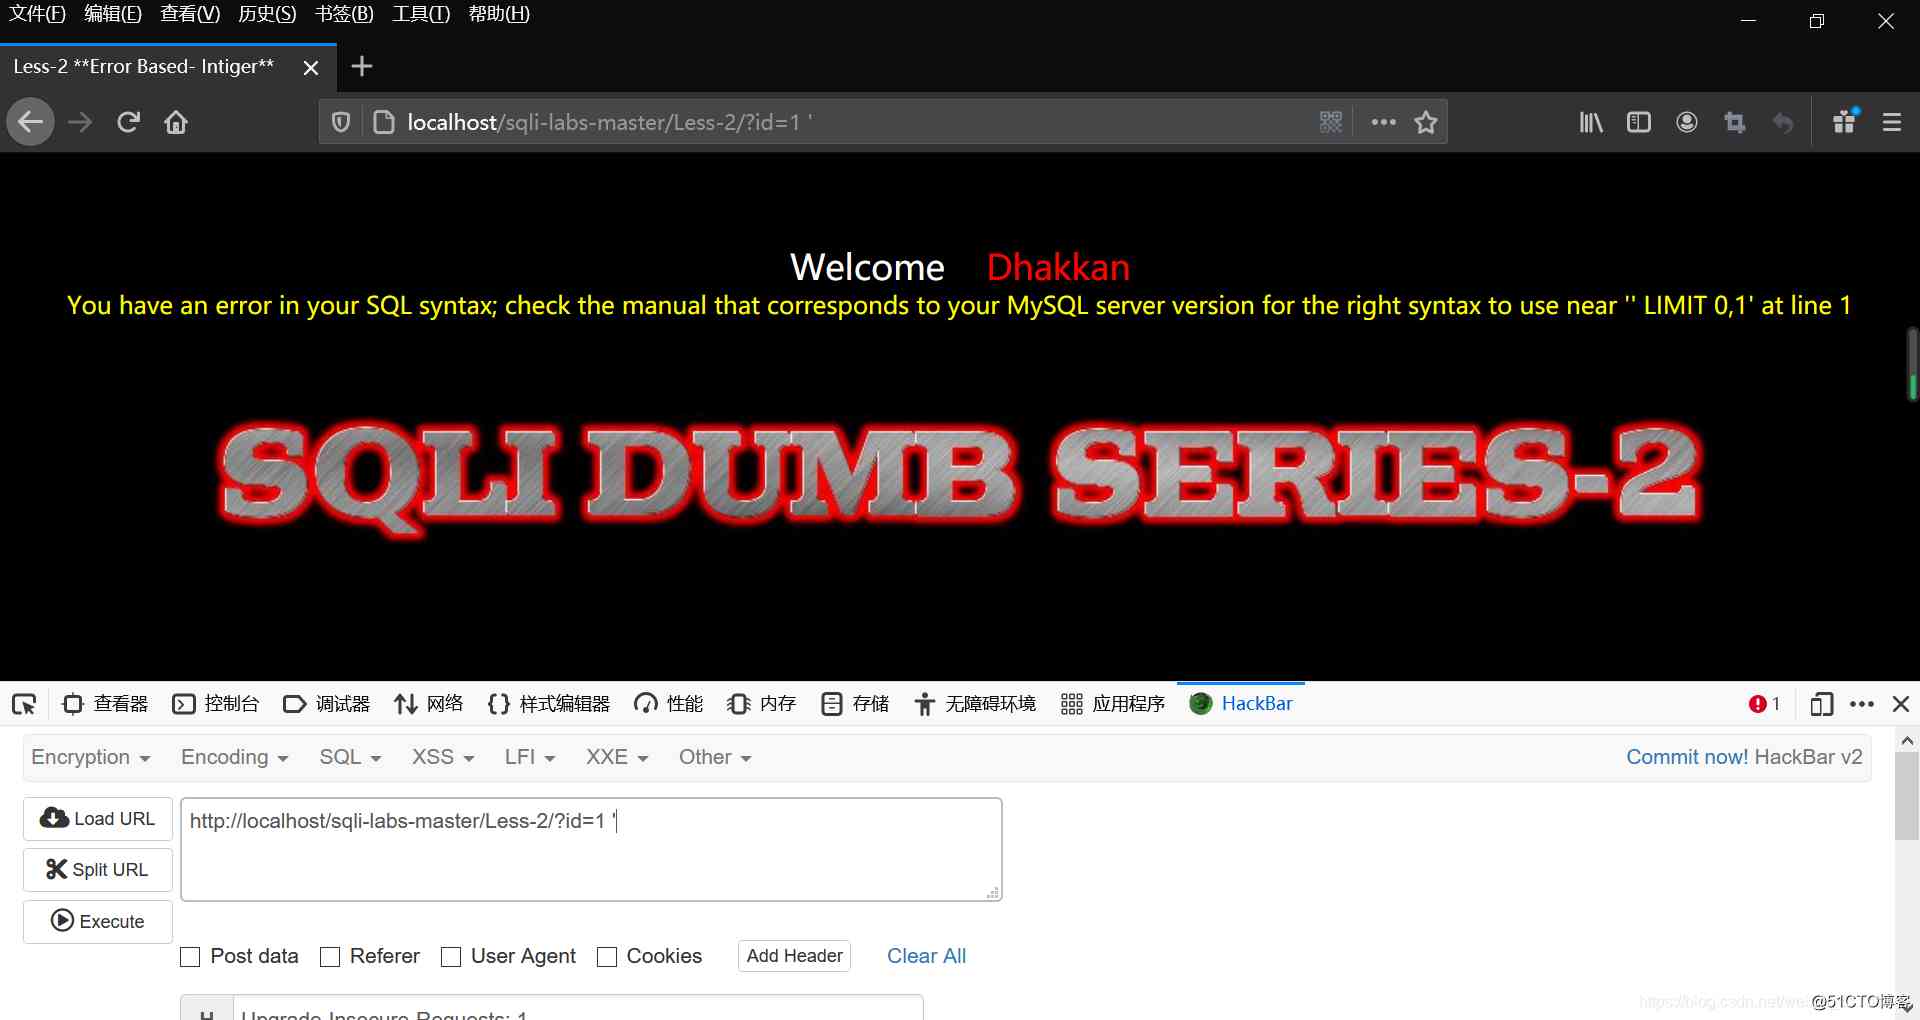 文件(F) 编辑(E) 查看(V) 历史(S) 书签(B) 工具(T) 帮助(H)
Less-2 **Error Based- Intiger**
localhost/sqli-labs-master/Less-2/?id=1 '
Welcome Dhakkan
You have an error in your SQL syntax; check the manual that corresponds to your MySQL server version for the right syntax to use near '' LIMIT 0,1' at line 1
SQLI DUMB SERIES-2
查看器 控制台 调试器 网络 样式编辑器 性能 内存 存储 无障碍环境 应用程序 HackBar 1
Encryption Encoding SQL XSS LFI XXE Other Commit now! HackBar v2
Load URL
http://localhost/sqli-labs-master/Less-2/?id=1 '
Split URL
Execute
Post data Referer User Agent Cookies Add Header Clear All
H Upgrade-Insecure-Requests: 1
https://blog.csdn.net/we
@51CTO博客